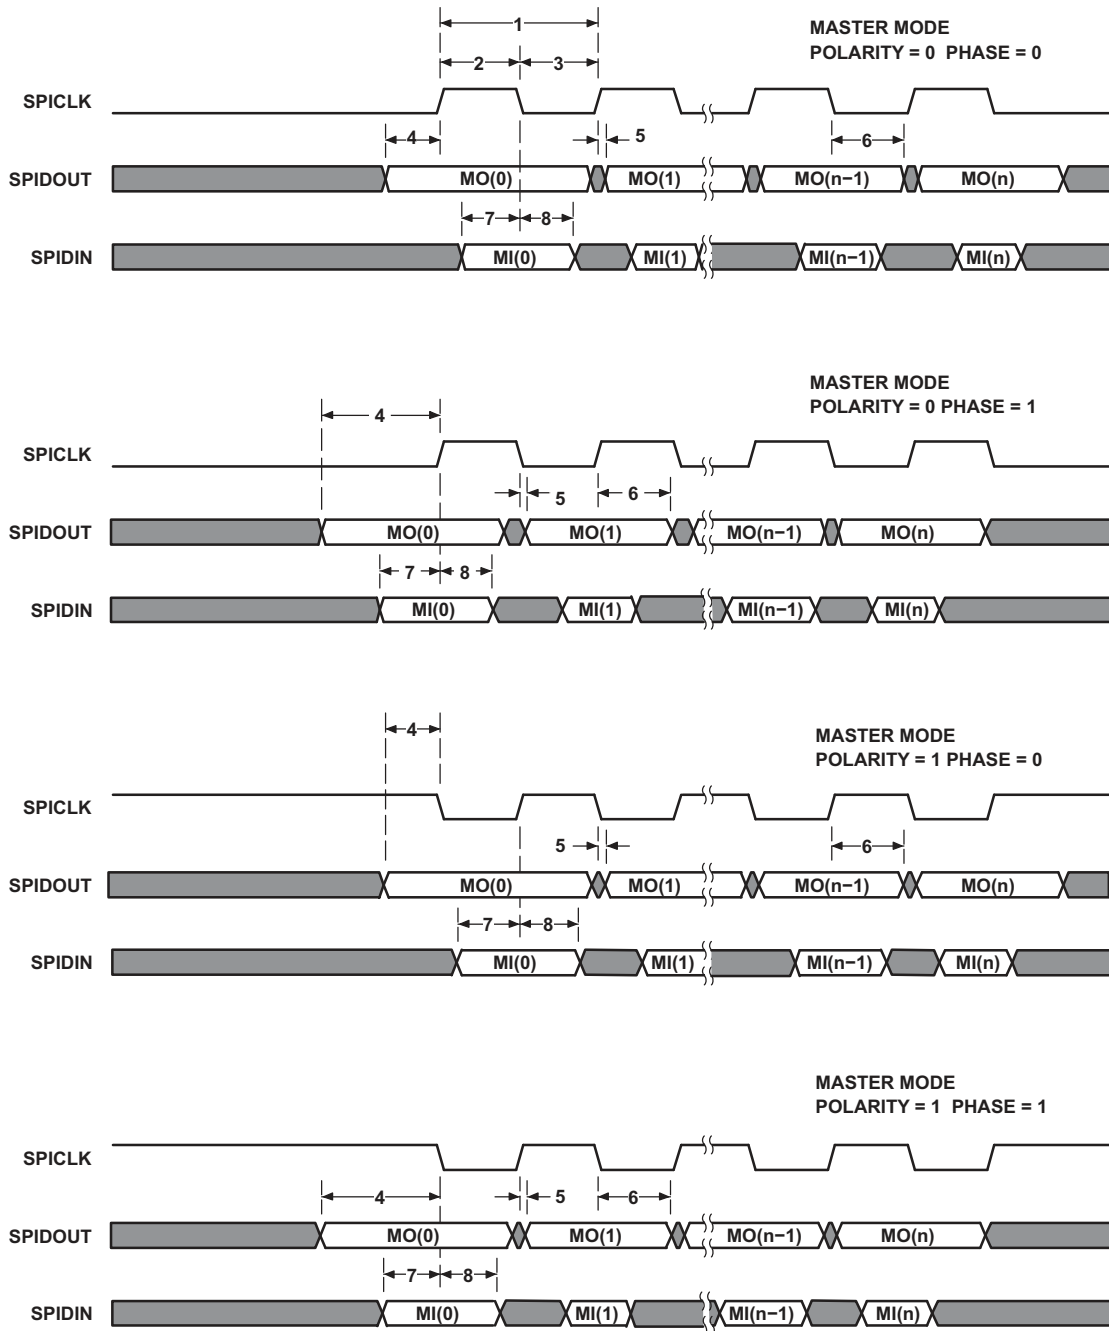 1
MASTER MODE
POLARITY = 0 PHASE = 0
2 3
SPICLK
4 5 6
SPIDOUT MO(0) MO(1) MO(n−1) MO(n)
7 8
SPIDIN MI(0) MI(1) MI(n−1) MI(n)
MASTER MODE
POLARITY = 0 PHASE = 1
4
SPICLK
5 6
SPIDOUT MO(0) MO(1) MO(n−1) MO(n)
7 8
SPIDIN MI(0) MI(1) MI(n−1) MI(n)
4
MASTER MODE
POLARITY = 1 PHASE = 0
SPICLK
5 6
SPIDOUT MO(0) MO(1) MO(n−1) MO(n)
7 8
SPIDIN MI(0) MI(1) MI(n−1) MI(n)
MASTER MODE
POLARITY = 1 PHASE = 1
SPICLK
4 5 6
SPIDOUT MO(0) MO(1) MO(n−1) MO(n)
7 8
SPIDIN MI(0) MI(1) MI(n−1) MI(n)